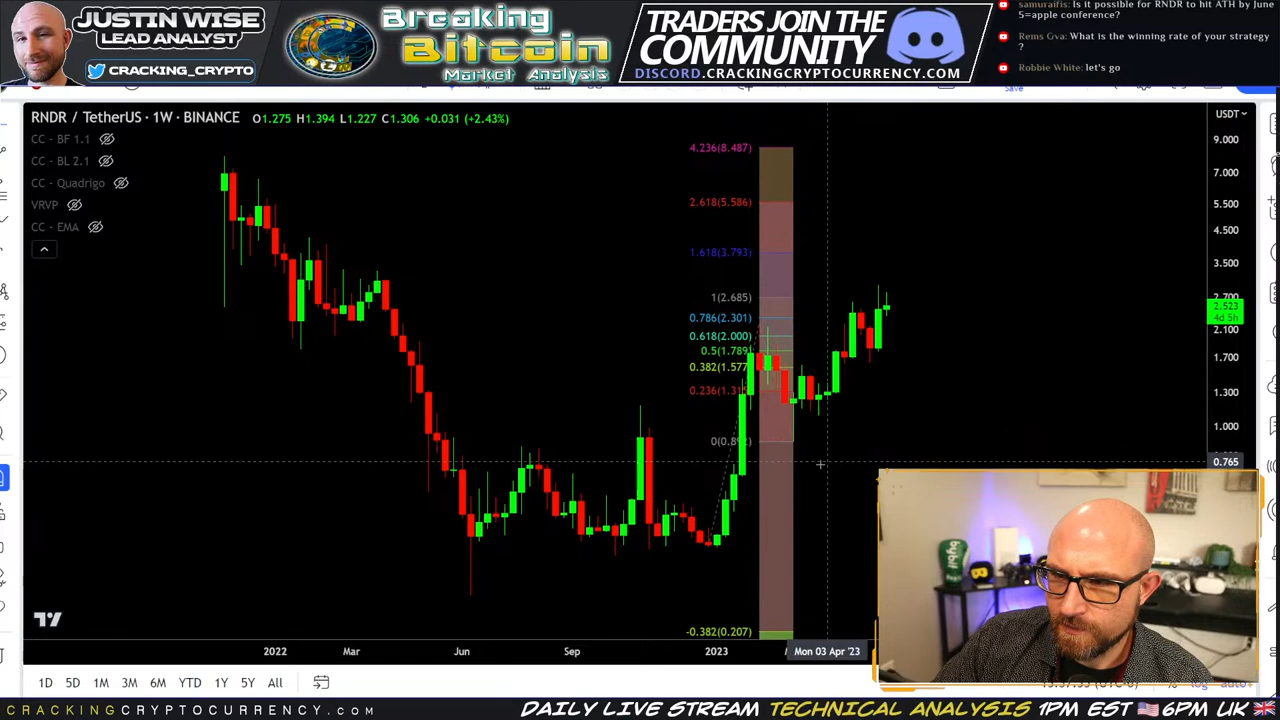 JUSTIN WISE
LEAD ANALYST
CRACKING_CRYPTO
Breaking
Bitcoin
Market Analysis
TRADERS JOIN THE
COMMUNITY
DISCORD.CRACKINGCRYPTOCURRENCY.COM
samuraifis: Is it possible for RNDR to hit ATH by June
5=apple conference?
Rems Gva: What is the winning rate of your strategy
?
Robbie White: let's go
Save
RNDR / TetherUS · 1W · BINANCE O1.275 H1.394 L1.227 C1.306 +0.031 (+2.43%)
CC - BF 1.1
CC - BL 2.1
CC - Quadrigo
VRVP
CC - EMA
USDT
9.000
7.000
5.500
4.500
3.500
2.700
2.523
4d 5h
2.100
1.700
1.300
1.000
0.765
4.236(8.487)
2.618(5.586)
1.618(3.793)
1(2.685)
0.786(2.301)
0.618(2.000)
0.5(1.789)
0.382(1.577)
-0.382(0.207)
2022 Mar Jun Sep 2023 Mon 03 Apr '23
1D 5D 1M 3M 6M YTD 1Y 5Y All
% log auto
bybit
CRACKINGCRYPTOCURRENCY.COM
DAILY LIVE STREAM TECHNICAL ANALYSIS 1PM EST 6PM UK